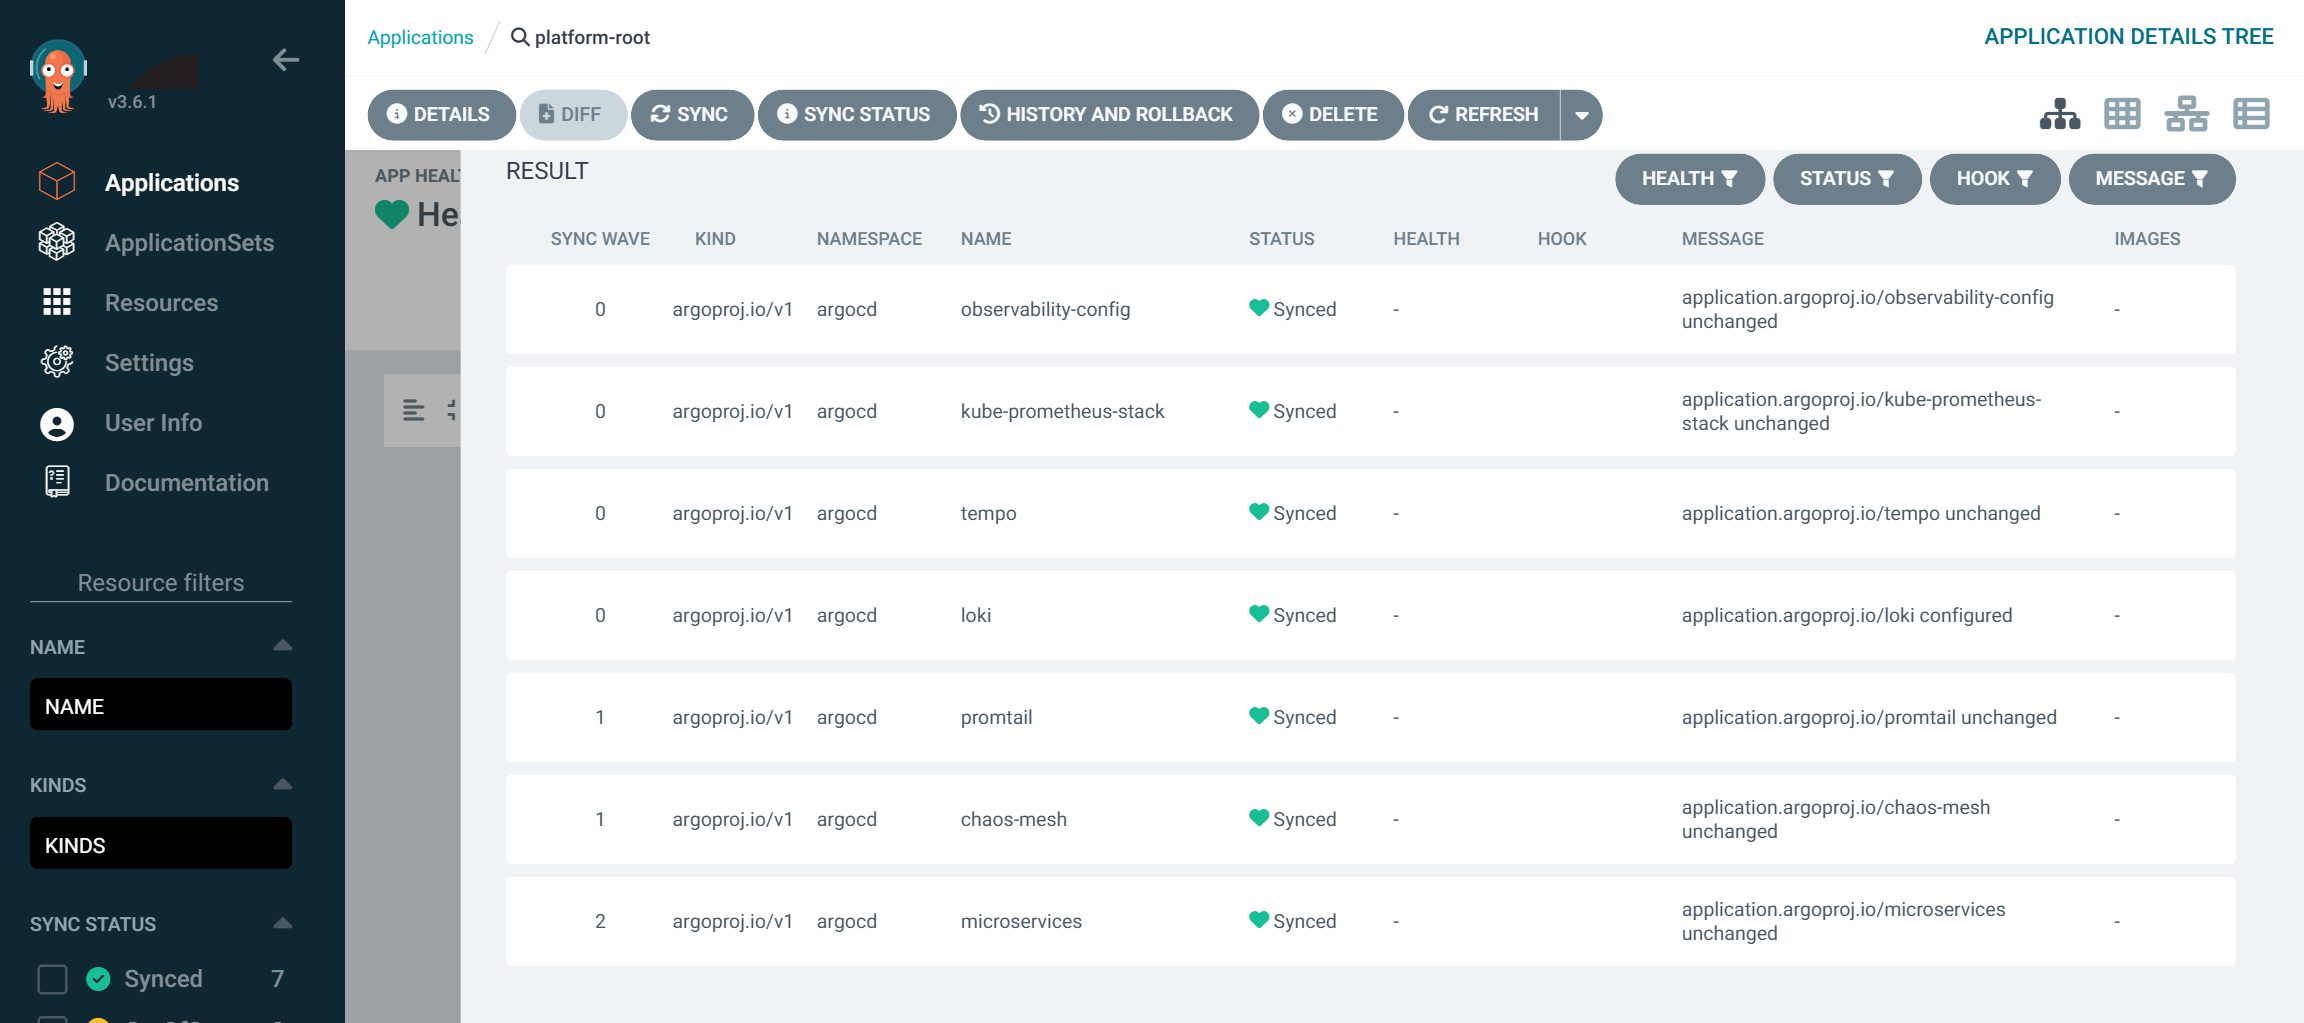 v3.6.1
Applications
ApplicationSets
Resources
Settings
User Info
Documentation
Resource filters
NAME
NAME
KINDS
KINDS
SYNC STATUS
Synced 7
Applications / platform-root
APPLICATION DETAILS TREE
DETAILS DIFF SYNC SYNC STATUS HISTORY AND ROLLBACK DELETE REFRESH
APP HEAL
He
RESULT
HEALTH STATUS HOOK MESSAGE
SYNC WAVE KIND NAMESPACE NAME STATUS HEALTH HOOK MESSAGE IMAGES
0 argoproj.io/v1 argocd observability-config Synced - application.argoproj.io/observability-config -
unchanged
0 argoproj.io/v1 argocd kube-prometheus-stack Synced - application.argoproj.io/kube-prometheus- -
stack unchanged
0 argoproj.io/v1 argocd tempo Synced - application.argoproj.io/tempo unchanged -
0 argoproj.io/v1 argocd loki Synced - application.argoproj.io/loki configured -
1 argoproj.io/v1 argocd promtail Synced - application.argoproj.io/promtail unchanged -
1 argoproj.io/v1 argocd chaos-mesh Synced - application.argoproj.io/chaos-mesh -
unchanged
2 argoproj.io/v1 argocd microservices Synced - application.argoproj.io/microservices -
unchanged